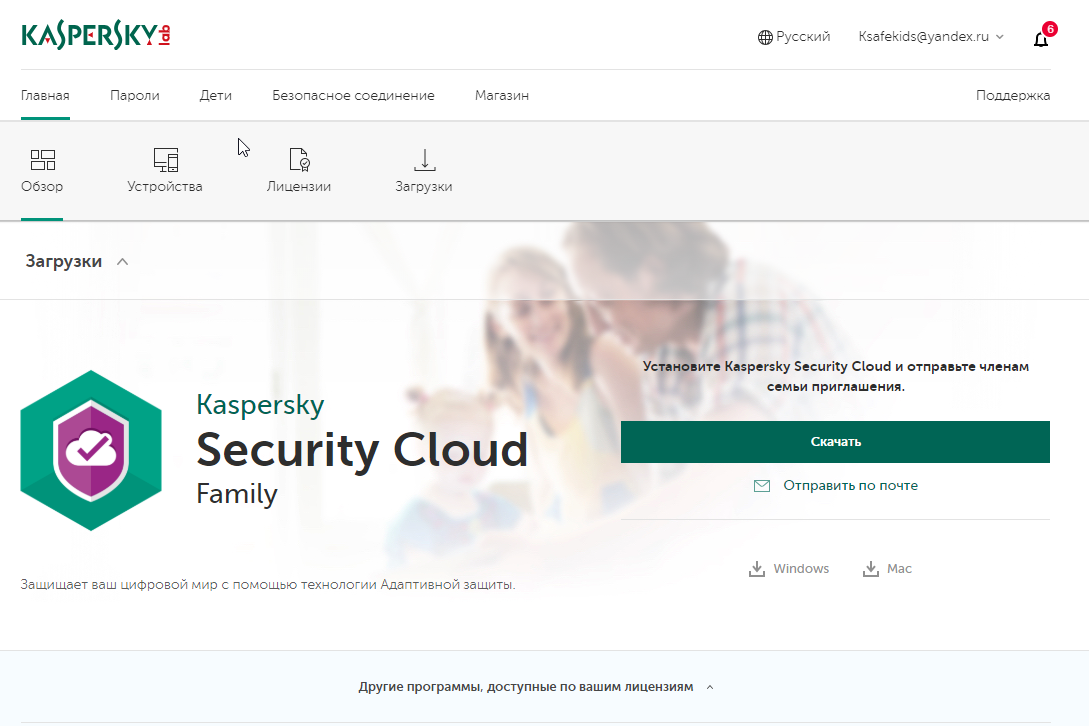 KASPERSKY lab
Русский
Ksafekids@yandex.ru
6
Главная
Пароли
Дети
Безопасное соединение
Магазин
Поддержка
Обзор
Устройства
Лицензии
Загрузки
Загрузки
Установите Kaspersky Security Cloud и отправьте членам
семьи приглашения.
Kaspersky
Security Cloud
Family
Скачать
Отправить по почте
Windows
Mac
Защищает ваш цифровой мир с помощью технологии Адаптивной защиты.
Другие программы, доступные по вашим лицензиям